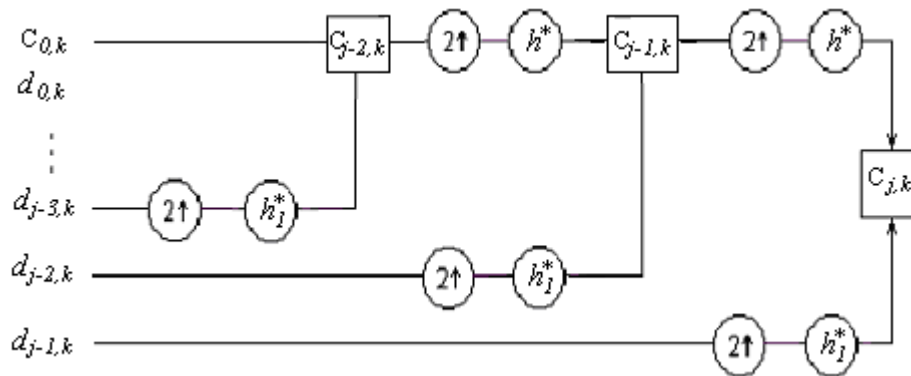 C0,k Cj-2,k 2↑ h* Cj-1,k 2↑ h*
d0,k
⋮
Cj,k
dj-3,k 2↑ h1*
dj-2,k 2↑ h1*
dj-1,k 2↑ h1*